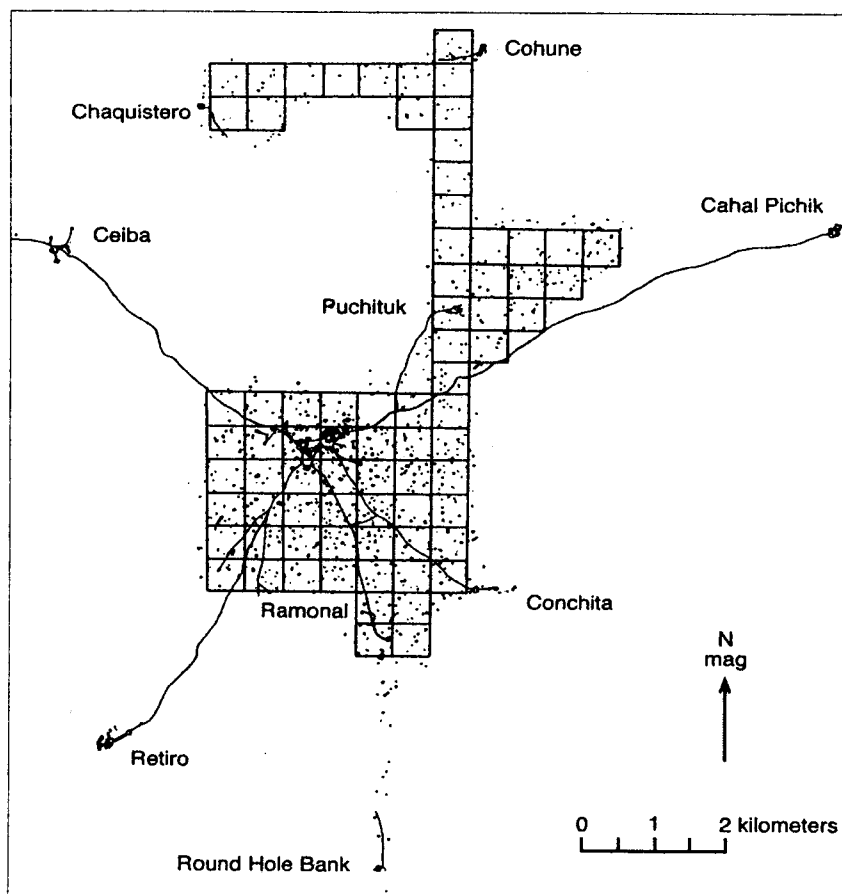 Cohune
Chaquistero
Cahal Pichik
Ceiba
Puchituk
Ramonal
Conchita
N
mag
Retiro
0 1 2 kilometers
Round Hole Bank